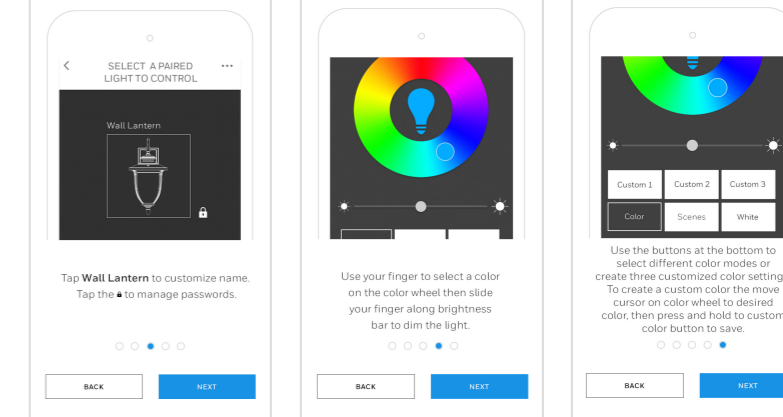 SELECT A PAIRED
LIGHT TO CONTROL
Wall Lantern
Tap Wall Lantern to customize name.
Tap the to manage passwords.
BACK
NEXT
Use your finger to select a color
on the color wheel then slide
your finger along brightness
bar to dim the light.
BACK
NEXT
Custom 1
Custom 2
Custom 3
Color
Scenes
White
Use the buttons at the bottom to
select different color modes or
create three customized color setting
To create a custom color the move
cursor on color wheel to desired
color, then press and hold to custom
color button to save.
BACK
NEXT